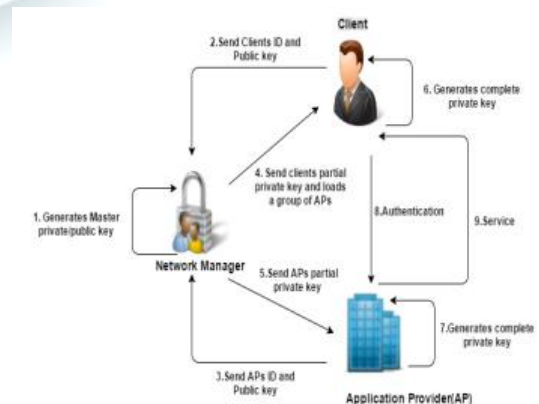 Client
2.Send Clients ID and
Public key
6. Generates complete
private key
4. Send clients partial
private key and loads
a group of APs
1. Generates Master
private/public key
8.Authentication
9.Service
Network Manager
5.Send APs partial
private key
7.Generates complete
private key
3.Send APs ID and
Public key
Application Provider(AP)